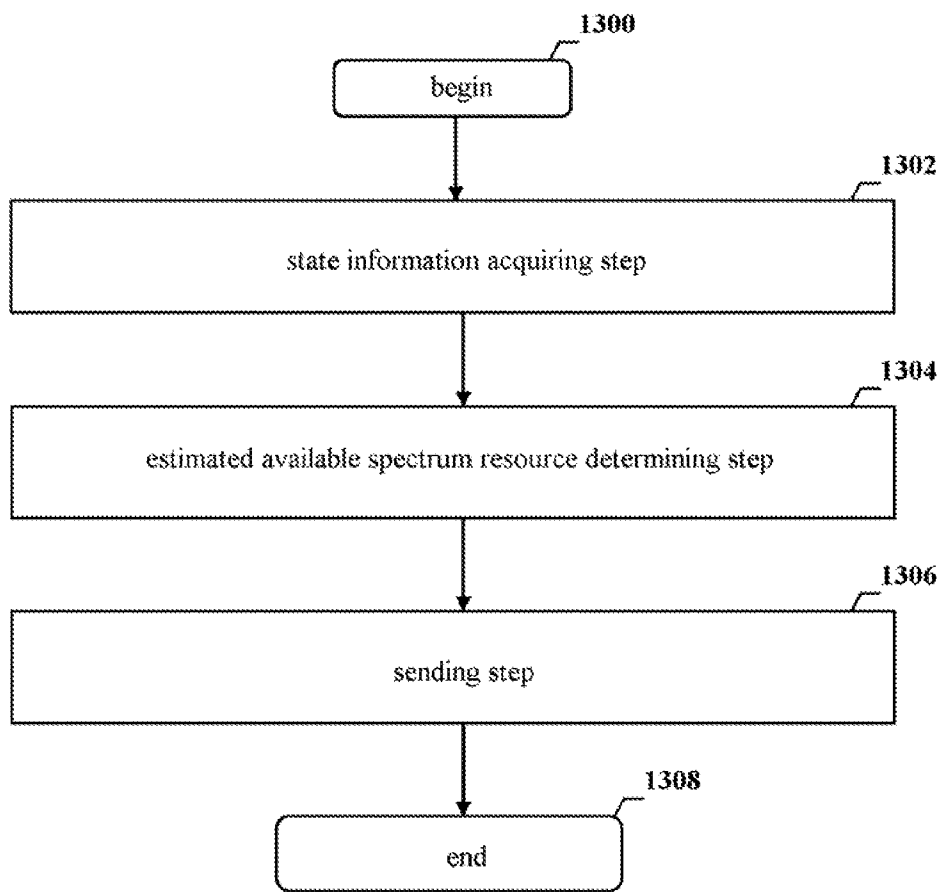 1300
begin
1302
state information acquiring step
1304
estimated available spectrum resource determining step
1306
sending step
1308
end